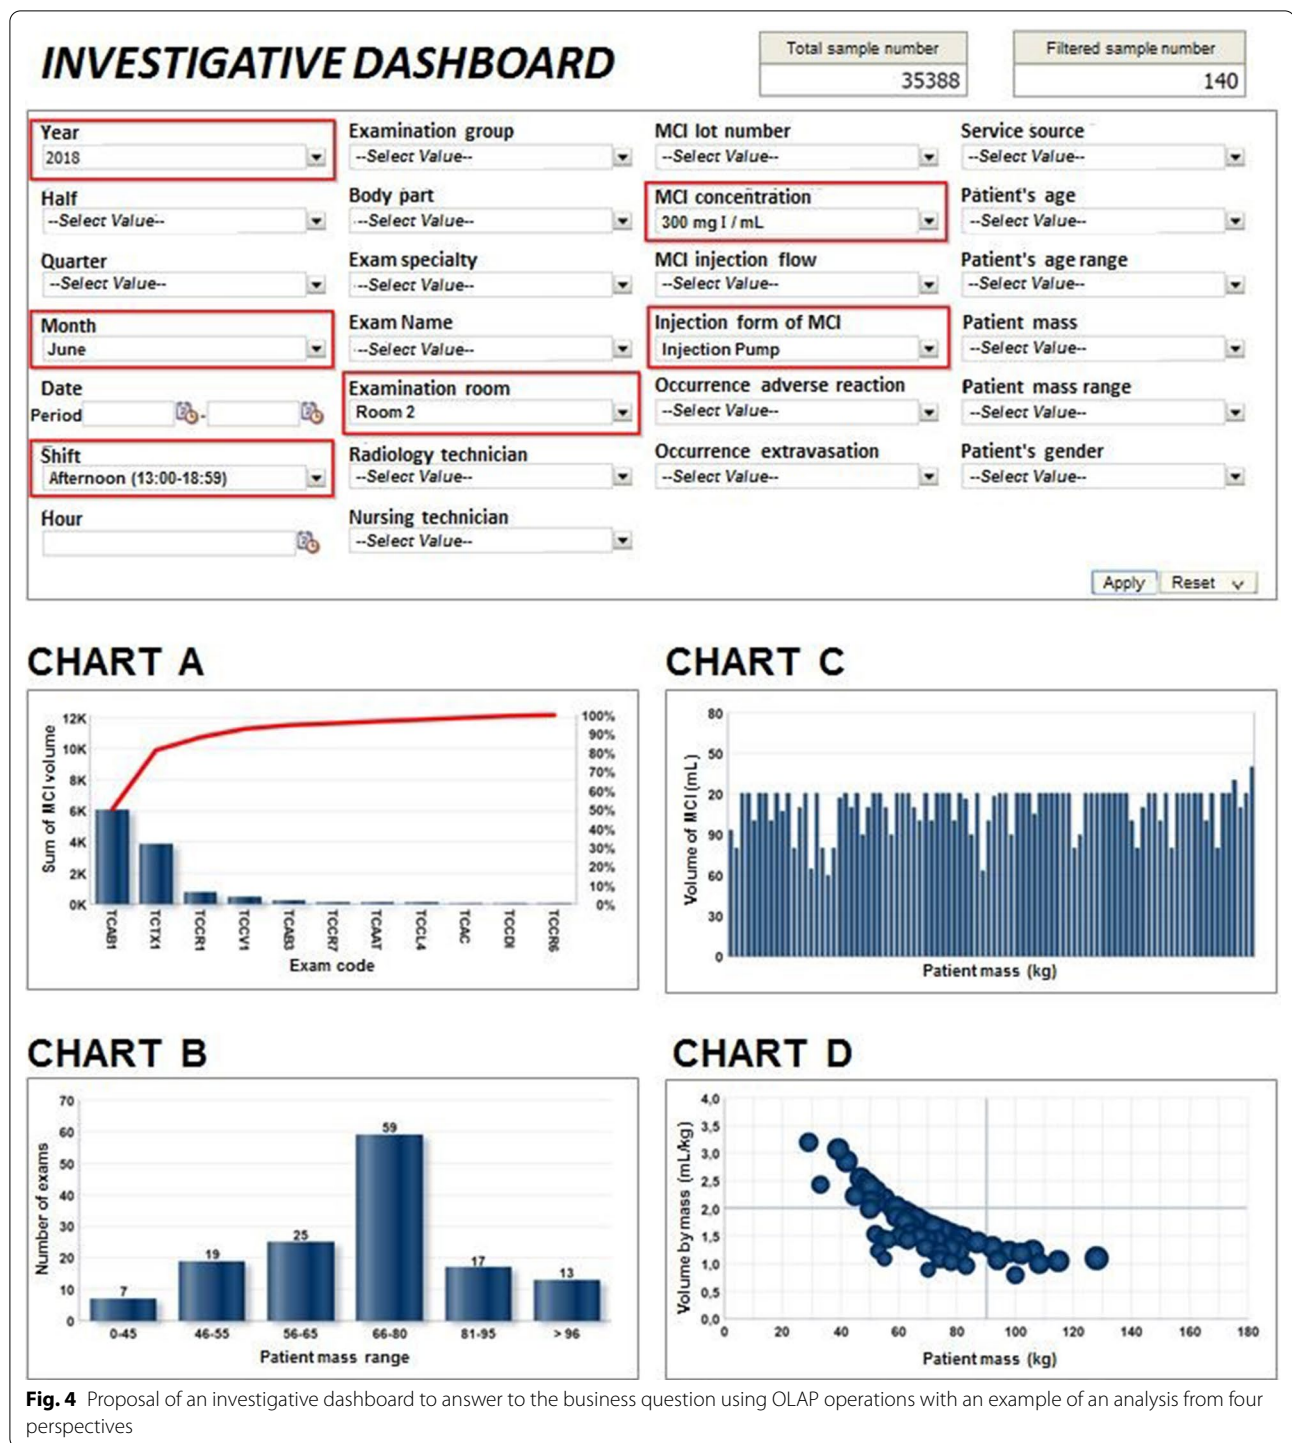 INVESTIGATIVE DASHBOARD
Total sample number
35388
Filtered sample number
140
Year
2018
Half
--Select Value--
Quarter
--Select Value--
Month
June
Date
Period
-
Shift
Afternoon (13:00-18:59)
Hour
Examination group
--Select Value--
Body part
--Select Value--
Exam specialty
--Select Value--
Exam Name
--Select Value--
Examination room
Room 2
Radiology technician
--Select Value--
Nursing technician
--Select Value--
MCI lot number
--Select Value--
MCI concentration
300 mg I / mL
MCI injection flow
--Select Value--
Injection form of MCI
Injection Pump
Occurrence adverse reaction
--Select Value--
Occurrence extravasation
--Select Value--
Service source
--Select Value--
Patient's age
--Select Value--
Patient's age range
--Select Value--
Patient mass
--Select Value--
Patient mass range
--Select Value--
Patient's gender
--Select Value--
Apply
Reset
CHART A
Sum of MCI volume
12K
10K
8K
6K
4K
2K
0K
100%
90%
80%
70%
60%
50%
40%
30%
20%
10%
0%
TCAB1
TCTX1
TCCR1
TCCV1
TCAB3
TCCR7
TCAAT
TCCL4
TCAC
TCCDI
TCCR6
Exam code
CHART C
Volume of MCI (mL)
80
50
20
90
60
30
0
Patient mass (kg)
CHART B
Number of exams
70
60
50
40
30
20
10
0
7
19
25
59
17
13
0-45
46-55
56-65
66-80
81-95
> 96
Patient mass range
CHART D
Volume by mass (mL/kg)
4,0
3,5
3,0
2,5
2,0
1,5
1,0
0,5
0,0
0
20
40
60
80
100
120
140
160
180
Patient mass (kg)
Fig. 4 Proposal of an investigative dashboard to answer to the business question using OLAP operations with an example of an analysis from four
perspectives